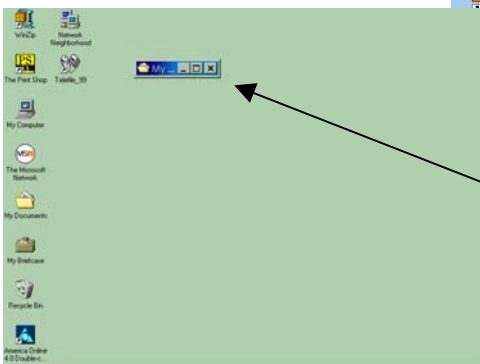 WinZip
Network
Neighborhood
The Print Shop
Telefile_99
My ...
My Computer
The Microsoft
Network
My Documents
My Briefcase
Recycle Bin
America Online
4.0 Double-c...